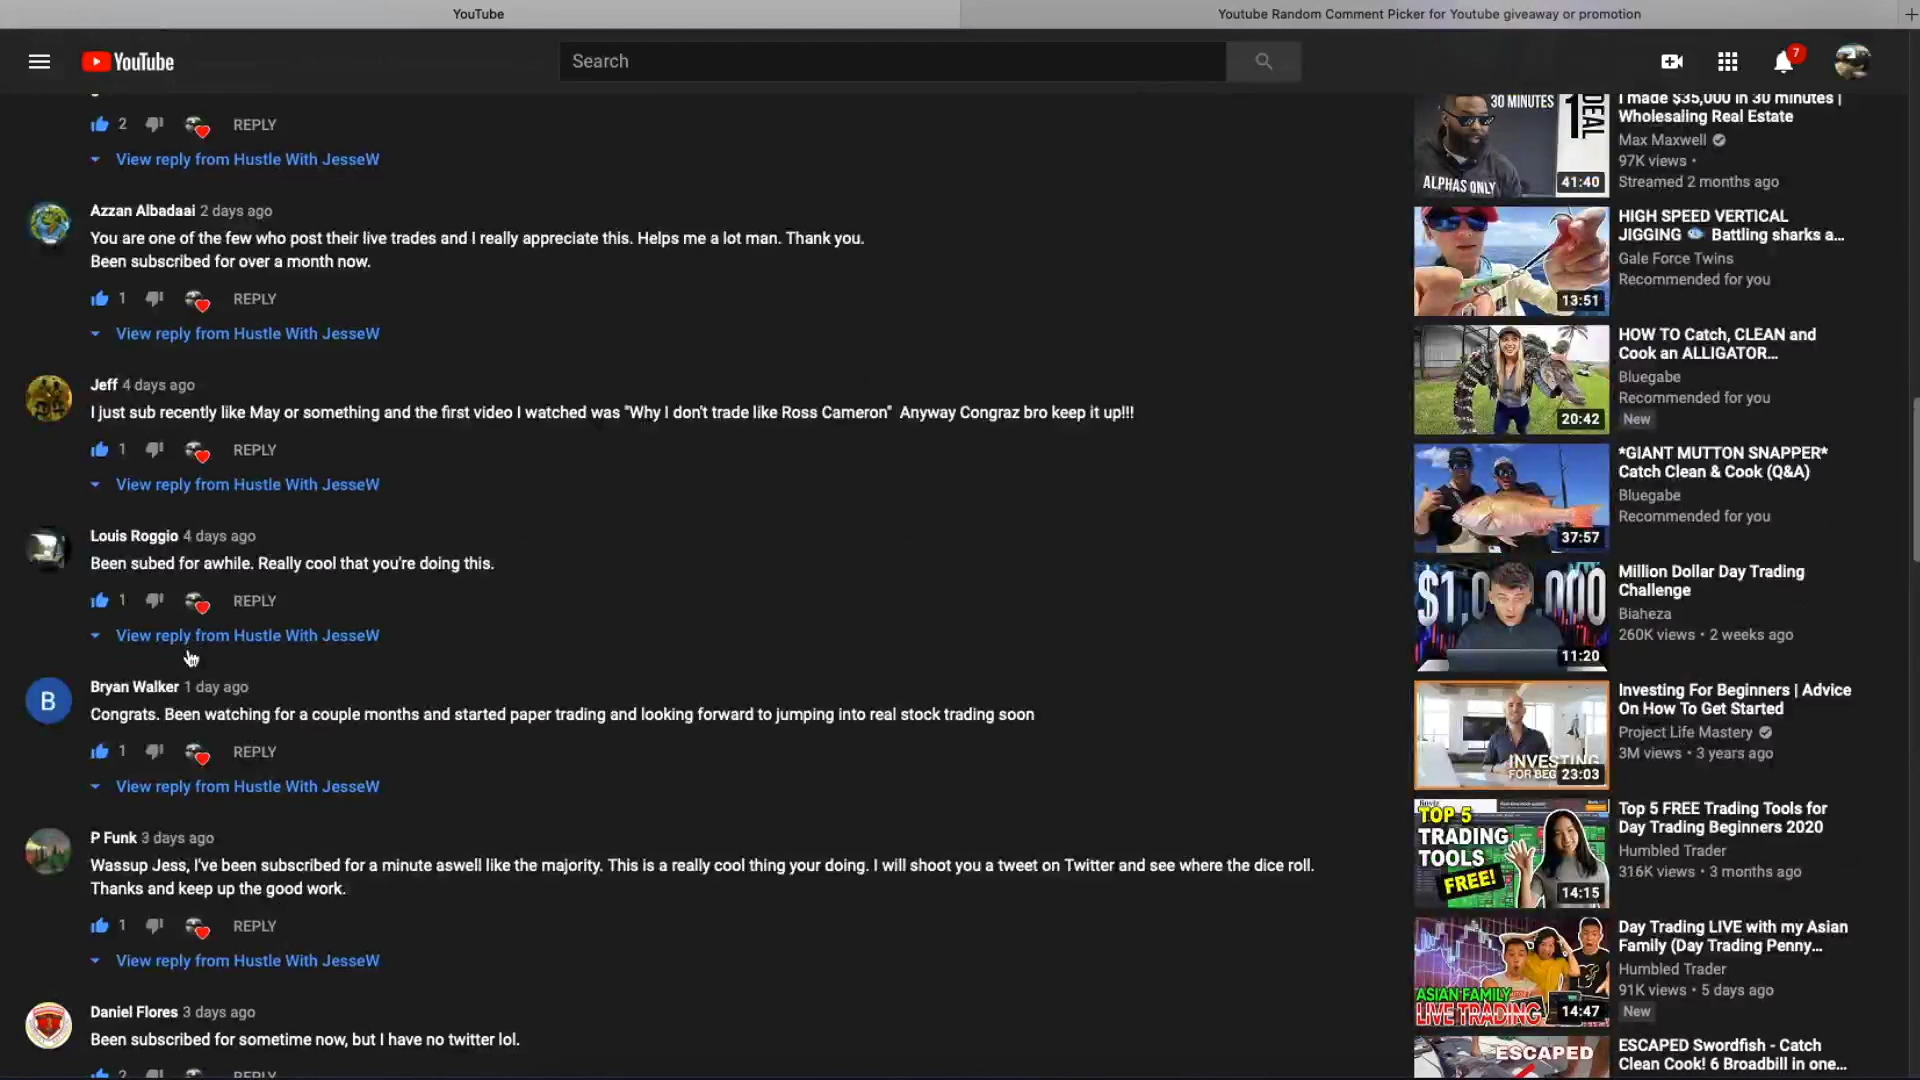 YouTube
Youtube Random Comment Picker for Youtube giveaway or promotion
YouTube
Search
7
2
REPLY
View reply from Hustle With JesseW
Azzan Albadaai 2 days ago
You are one of the few who post their live trades and I really appreciate this. Helps me a lot man. Thank you.
Been subscribed for over a month now.
1
REPLY
View reply from Hustle With JesseW
Jeff 4 days ago
I just sub recently like May or something and the first video I watched was "Why I don't trade like Ross Cameron" Anyway Congraz bro keep it up!!!
1
REPLY
View reply from Hustle With JesseW
Louis Roggio 4 days ago
Been subed for awhile. Really cool that you're doing this.
1
REPLY
View reply from Hustle With JesseW
B
Bryan Walker 1 day ago
Congrats. Been watching for a couple months and started paper trading and looking forward to jumping into real stock trading soon
1
REPLY
View reply from Hustle With JesseW
P Funk 3 days ago
Wassup Jess, I've been subscribed for a minute aswell like the majority. This is a really cool thing your doing. I will shoot you a tweet on Twitter and see where the dice roll.
Thanks and keep up the good work.
1
REPLY
View reply from Hustle With JesseW
Daniel Flores 3 days ago
Been subscribed for sometime now, but I have no twitter lol.
2
REPLY
30 MINUTES
1 DEAL
ALPHAS ONLY
41:40
I made $35,000 in 30 minutes |
Wholesaling Real Estate
Max Maxwell
97K views •
Streamed 2 months ago
13:51
HIGH SPEED VERTICAL
JIGGING Battling sharks a...
Gale Force Twins
Recommended for you
20:42
HOW TO Catch, CLEAN and
Cook an ALLIGATOR...
Bluegabe
Recommended for you
New
37:57
*GIANT MUTTON SNAPPER*
Catch Clean & Cook (Q&A)
Bluegabe
Recommended for you
11:20
Million Dollar Day Trading
Challenge
Biaheza
260K views • 2 weeks ago
INVESTING
FOR BEG
23:03
Investing For Beginners | Advice
On How To Get Started
Project Life Mastery
3M views • 3 years ago
TOP 5
TRADING
TOOLS
FREE!
14:15
Top 5 FREE Trading Tools for
Day Trading Beginners 2020
Humbled Trader
316K views • 3 months ago
ASIAN FAMILY
LIVE TRADING
14:47
Day Trading LIVE with my Asian
Family (Day Trading Penny...
Humbled Trader
91K views • 5 days ago
New
ESCAPED
ESCAPED Swordfish - Catch
Clean Cook! 6 Broadbill in one...